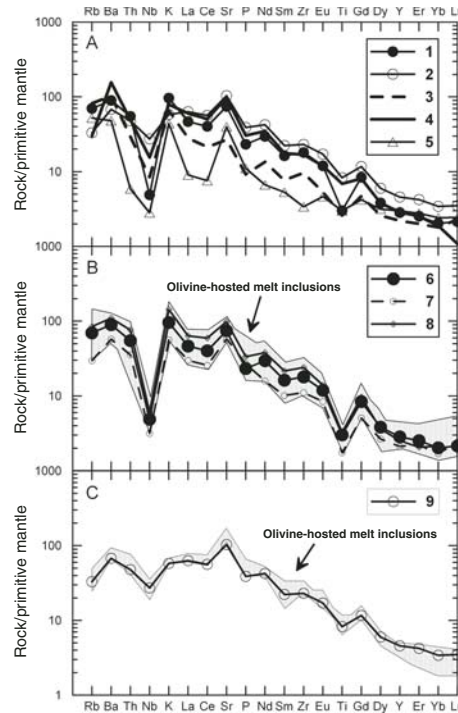 Rb Ba Th Nb K La Ce Sr P Nd Sm Zr Eu Ti Gd Dy Y Er Yb Lu
1000
A
1
2
3
4
5
100
10
Rock/primitive mantle
1000
B
6
7
8
Olivine-hosted melt inclusions
100
10
Rock/primitive mantle
1000
C
9
Olivine-hosted melt inclusions
100
10
1
Rock/primitive mantle
Rb Ba Th Nb K La Ce Sr P Nd Sm Zr Eu Ti Gd Dy Y Er Yb